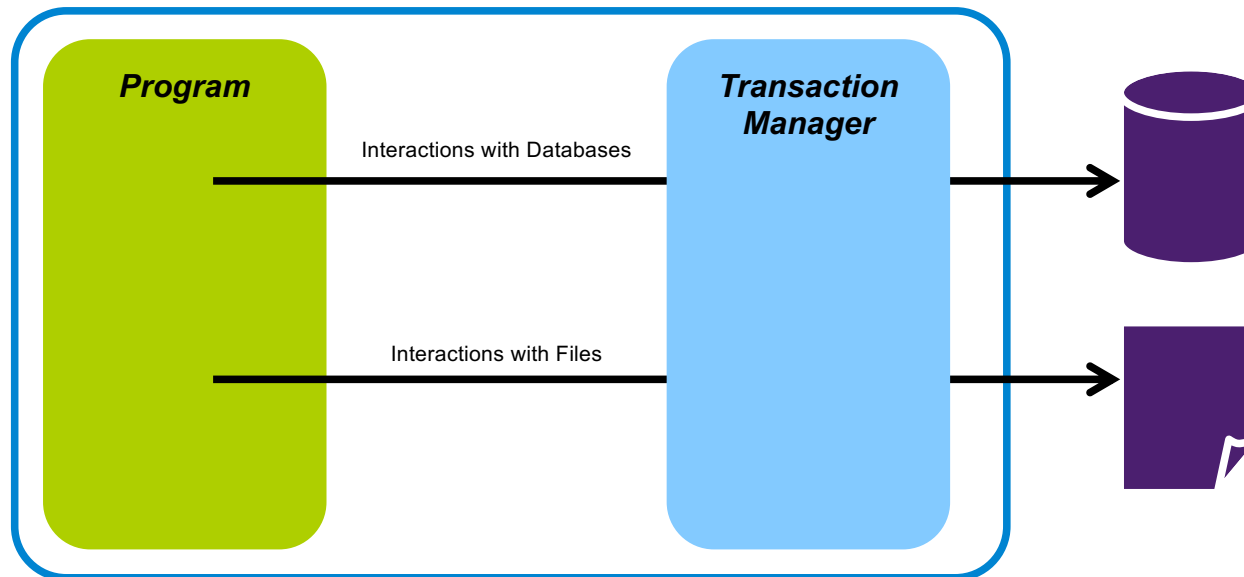 Program
Transaction
Manager
Interactions with Databases
Interactions with Files